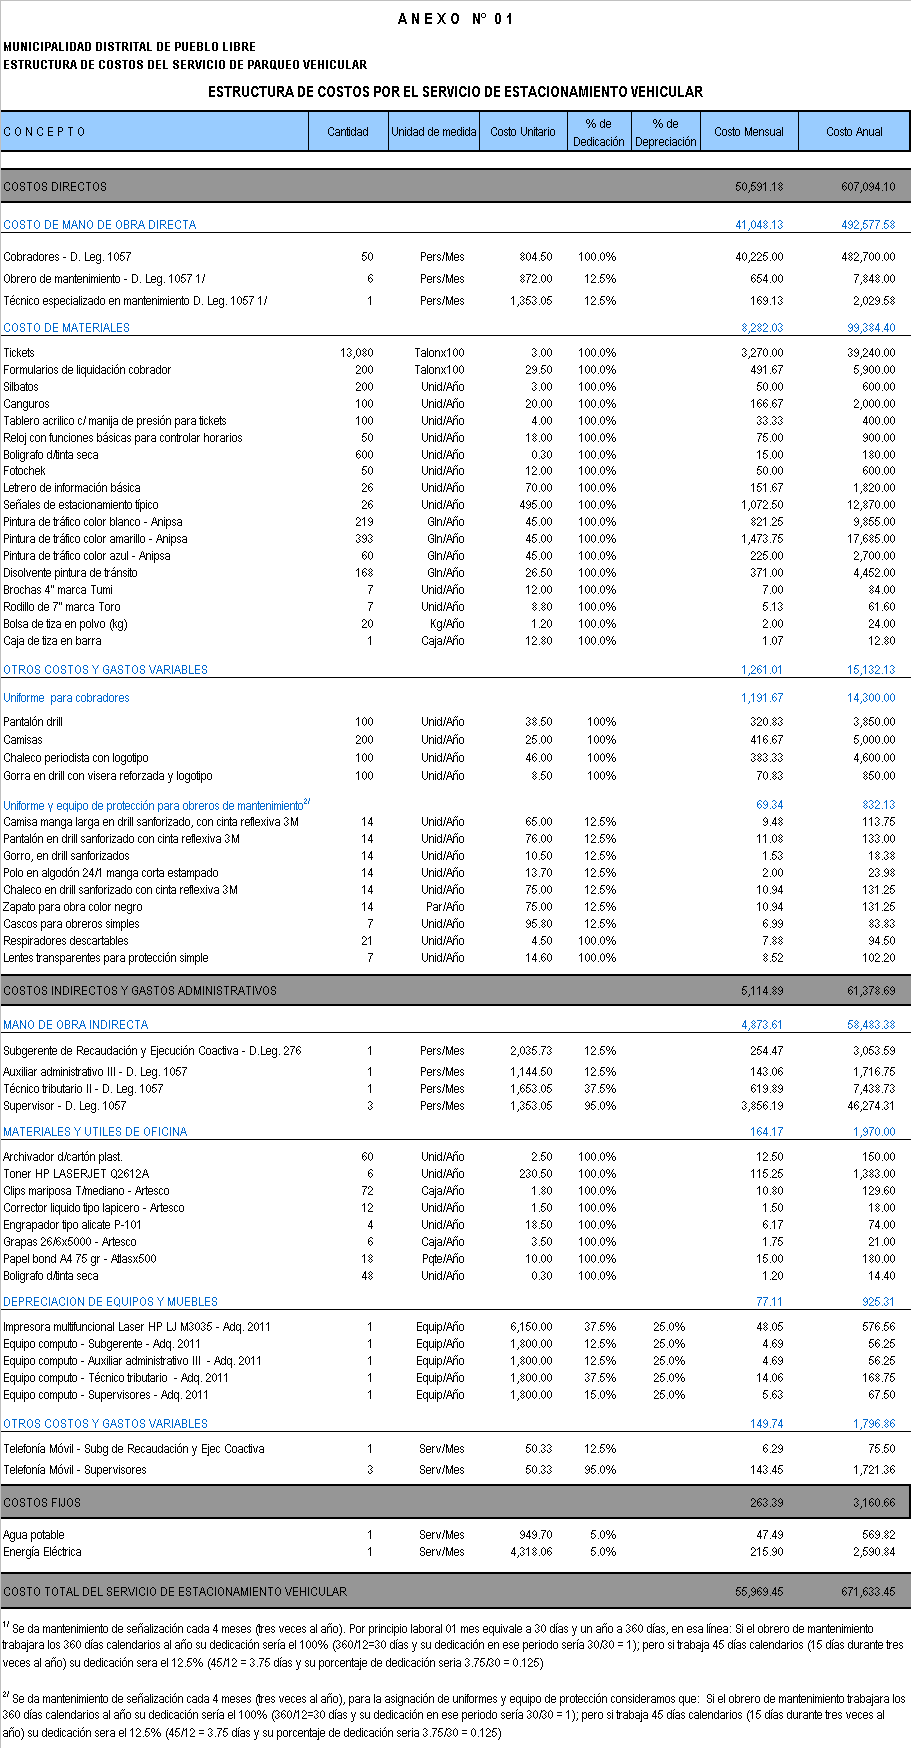 ANEXO N° 01
MUNICIPALIDAD DISTRITAL DE PUEBLO LIBRE
ESTRUCTURA DE COSTOS DEL SERVICIO DE PARQUEO VEHICULAR
ESTRUCTURA DE COSTOS POR EL SERVICIO DE ESTACIONAMIENTO VEHICULAR
CONCEPTO Cantidad Unidad de medida Costo Unitario % de Dedicación % de Depreciación Costo Mensual Costo Anual
COSTOS DIRECTOS 50,591.18 607,094.10
COSTO DE MANO DE OBRA DIRECTA 41,048.13 492,577.58
Cobradores - D. Leg. 1057 50 Pers/Mes 804.50 100.0% 40,225.00 482,700.00
Obrero de mantenimiento - D. Leg. 1057 1/ 6 Pers/Mes 872.00 12.5% 654.00 7,848.00
Técnico especializado en mantenimiento D. Leg. 1057 1/ 1 Pers/Mes 1,353.05 12.5% 169.13 2,029.58
COSTO DE MATERIALES 8,282.03 99,384.40
Tickets 13,080 Talonx100 3.00 100.0% 3,270.00 39,240.00
Formularios de liquidación cobrador 200 Talonx100 29.50 100.0% 491.67 5,900.00
Silbatos 200 Unid/Año 3.00 100.0% 50.00 600.00
Canguros 100 Unid/Año 20.00 100.0% 166.67 2,000.00
Tablero acrilico c/ manija de presión para tickets 100 Unid/Año 4.00 100.0% 33.33 400.00
Reloj con funciones básicas para controlar horarios 50 Unid/Año 18.00 100.0% 75.00 900.00
Boligrafo d/tinta seca 600 Unid/Año 0.30 100.0% 15.00 180.00
Fotochek 50 Unid/Año 12.00 100.0% 50.00 600.00
Letrero de información básica 26 Unid/Año 70.00 100.0% 151.67 1,820.00
Señales de estacionamiento típico 26 Unid/Año 495.00 100.0% 1,072.50 12,870.00
Pintura de tráfico color blanco - Anipsa 219 Gln/Año 45.00 100.0% 821.25 9,855.00
Pintura de tráfico color amarillo - Anipsa 393 Gln/Año 45.00 100.0% 1,473.75 17,685.00
Pintura de tráfico color azul - Anipsa 60 Gln/Año 45.00 100.0% 225.00 2,700.00
Disolvente pintura de tránsito 168 Gln/Año 26.50 100.0% 371.00 4,452.00
Brochas 4" marca Tumi 7 Unid/Año 12.00 100.0% 7.00 84.00
Rodillo de 7" marca Toro 7 Unid/Año 8.80 100.0% 5.13 61.60
Bolsa de tiza en polvo (kg) 20 Kg/Año 1.20 100.0% 2.00 24.00
Caja de tiza en barra 1 Caja/Año 12.80 100.0% 1.07 12.80
OTROS COSTOS Y GASTOS VARIABLES 1,261.01 15,132.13
Uniforme para cobradores 1,191.67 14,300.00
Pantalón drill 100 Unid/Año 38.50 100% 320.83 3,850.00
Camisas 200 Unid/Año 25.00 100% 416.67 5,000.00
Chaleco periodista con logotipo 100 Unid/Año 46.00 100% 383.33 4,600.00
Gorra en drill con visera reforzada y logotipo 100 Unid/Año 8.50 100% 70.83 850.00
Uniforme y equipo de protección para obreros de mantenimiento2/ 69.34 832.13
Camisa manga larga en drill sanforizado, con cinta reflexiva 3M 14 Unid/Año 65.00 12.5% 9.48 113.75
Pantalón en drill sanforizado con cinta reflexiva 3M 14 Unid/Año 76.00 12.5% 11.08 133.00
Gorro, en drill sanforizados 14 Unid/Año 10.50 12.5% 1.53 18.38
Polo en algodón 24/1 manga corta estampado 14 Unid/Año 13.70 12.5% 2.00 23.98
Chaleco en drill sanforizado con cinta reflexiva 3M 14 Unid/Año 75.00 12.5% 10.94 131.25
Zapato para obra color negro 14 Par/Año 75.00 12.5% 10.94 131.25
Cascos para obreros simples 7 Unid/Año 95.80 12.5% 6.99 83.83
Respiradores descartables 21 Unid/Año 4.50 100.0% 7.88 94.50
Lentes transparentes para protección simple 7 Unid/Año 14.60 100.0% 8.52 102.20
COSTOS INDIRECTOS Y GASTOS ADMINISTRATIVOS 5,114.89 61,378.69
MANO DE OBRA INDIRECTA 4,873.61 58,483.38
Subgerente de Recaudación y Ejecución Coactiva - D.Leg. 276 1 Pers/Mes 2,035.73 12.5% 254.47 3,053.59
Auxiliar administrativo III - D. Leg. 1057 1 Pers/Mes 1,144.50 12.5% 143.06 1,716.75
Técnico tributario II - D. Leg. 1057 1 Pers/Mes 1,653.05 37.5% 619.89 7,438.73
Supervisor - D. Leg. 1057 3 Pers/Mes 1,353.05 95.0% 3,856.19 46,274.31
MATERIALES Y UTILES DE OFICINA 164.17 1,970.00
Archivador d/cartón plast. 60 Unid/Año 2.50 100.0% 12.50 150.00
Toner HP LASERJET Q2612A 6 Unid/Año 230.50 100.0% 115.25 1,383.00
Clips mariposa T/mediano - Artesco 72 Caja/Año 1.80 100.0% 10.80 129.60
Corrector liquido tipo lapicero - Artesco 12 Unid/Año 1.50 100.0% 1.50 18.00
Engrapador tipo alicate P-101 4 Unid/Año 18.50 100.0% 6.17 74.00
Grapas 26/6x5000 - Artesco 6 Caja/Año 3.50 100.0% 1.75 21.00
Papel bond A4 75 gr - Atlasx500 18 Pqte/Año 10.00 100.0% 15.00 180.00
Boligrafo d/tinta seca 48 Unid/Año 0.30 100.0% 1.20 14.40
DEPRECIACION DE EQUIPOS Y MUEBLES 77.11 925.31
Impresora multifuncional Laser HP LJ M3035 - Adq. 2011 1 Equip/Año 6,150.00 37.5% 25.0% 48.05 576.56
Equipo computo - Subgerente - Adq. 2011 1 Equip/Año 1,800.00 12.5% 25.0% 4.69 56.25
Equipo computo - Auxiliar administrativo III - Adq. 2011 1 Equip/Año 1,800.00 12.5% 25.0% 4.69 56.25
Equipo computo - Técnico tributario - Adq. 2011 1 Equip/Año 1,800.00 37.5% 25.0% 14.06 168.75
Equipo computo - Supervisores - Adq. 2011 1 Equip/Año 1,800.00 15.0% 25.0% 5.63 67.50
OTROS COSTOS Y GASTOS VARIABLES 149.74 1,796.86
Telefonía Móvil - Subg de Recaudación y Ejec Coactiva 1 Serv/Mes 50.33 12.5% 6.29 75.50
Telefonía Móvil - Supervisores 3 Serv/Mes 50.33 95.0% 143.45 1,721.36
COSTOS FIJOS 263.39 3,160.66
Agua potable 1 Serv/Mes 949.70 5.0% 47.49 569.82
Energía Eléctrica 1 Serv/Mes 4,318.06 5.0% 215.90 2,590.84
COSTO TOTAL DEL SERVICIO DE ESTACIONAMIENTO VEHICULAR 55,969.45 671,633.45
1/ Se da mantenimiento de señalización cada 4 meses (tres veces al año). Por principio laboral 01 mes equivale a 30 días y un año a 360 días, en esa línea: Si el obrero de mantenimiento
trabajara los 360 días calendarios al año su dedicación sería el 100% (360/12=30 días y su dedicación en ese periodo sería 30/30 = 1); pero si trabaja 45 días calendarios (15 días durante tres
veces al año) su dedicación sera el 12.5% (45/12 = 3.75 días y su porcentaje de dedicación seria 3.75/30 = 0.125)
2/ Se da mantenimiento de señalización cada 4 meses (tres veces al año), para la asignación de uniformes y equipo de protección consideramos que: Si el obrero de mantenimiento trabajara los
360 días calendarios al año su dedicación sería el 100% (360/12=30 días y su dedicación en ese periodo sería 30/30 = 1); pero si trabaja 45 días calendarios (15 días durante tres veces al
año) su dedicación sera el 12.5% (45/12 = 3.75 días y su porcentaje de dedicación seria 3.75/30 = 0.125)